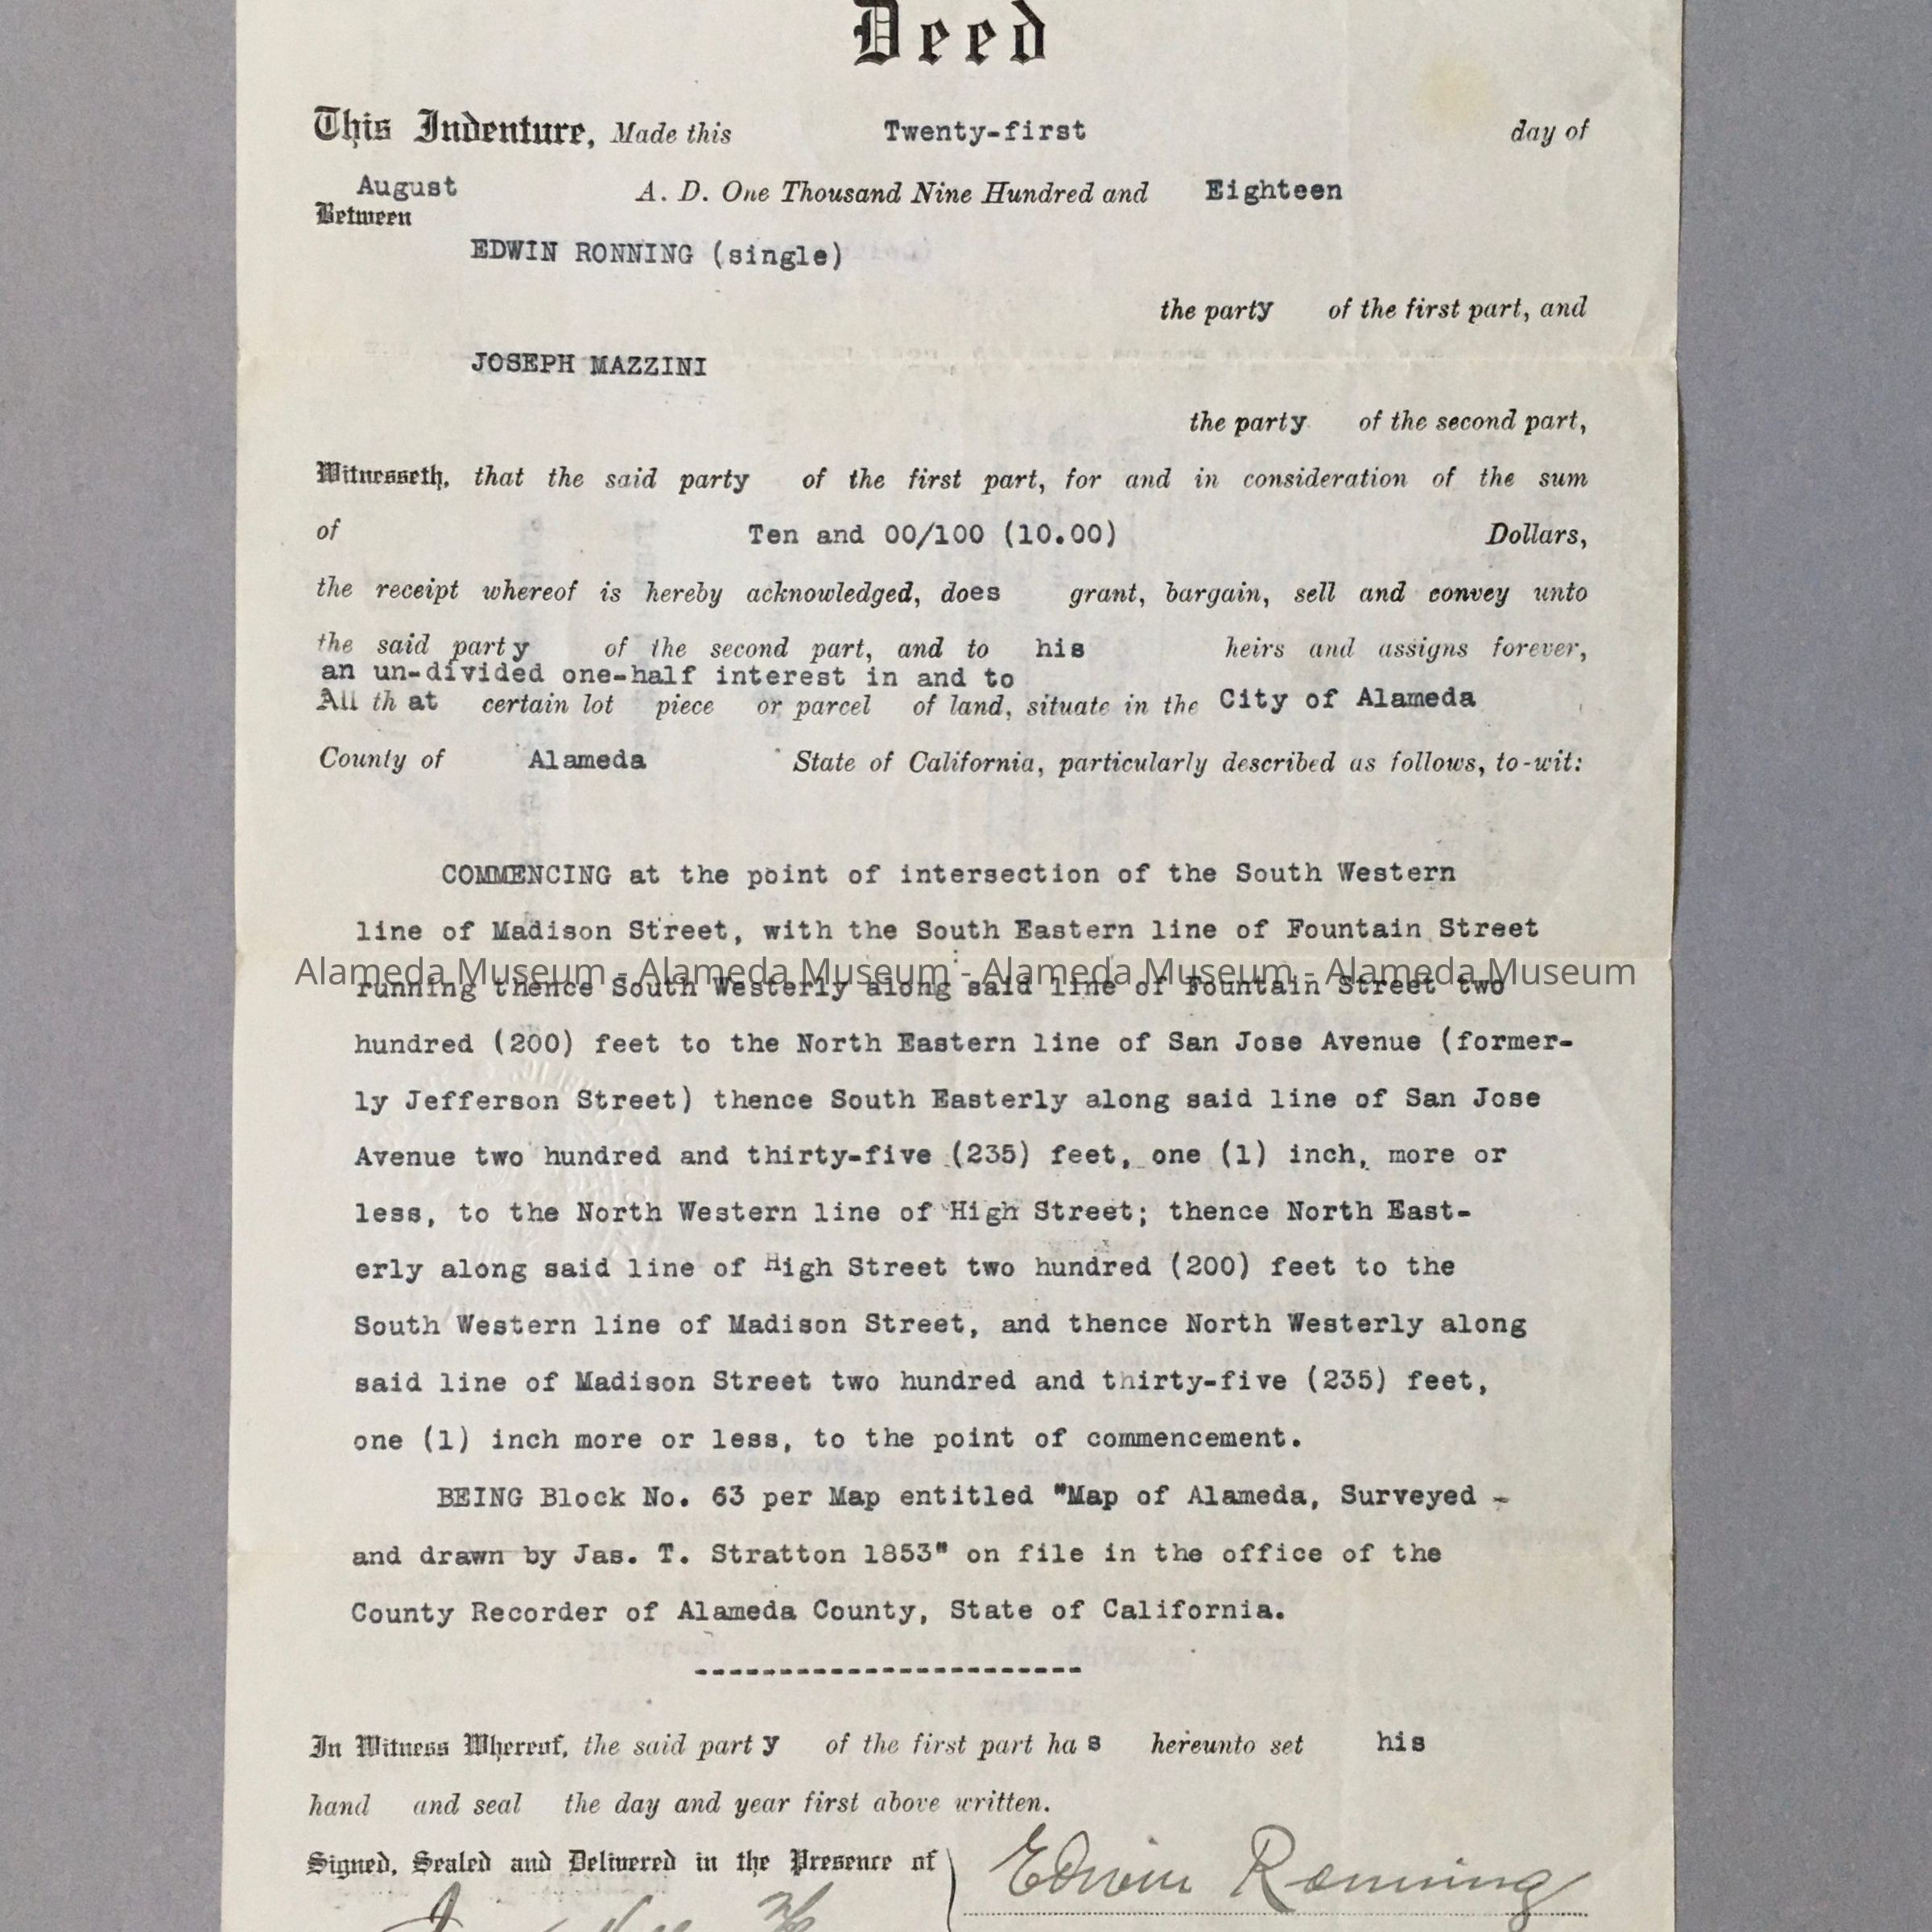 Deed
This Indenture, Made this Twenty-first day of
August A. D. One Thousand Nine Hundred and Eighteen
Between
EDWIN RONNING (single)
the party of the first part, and
JOSEPH MAZZINI
the party of the second part,
Witnesseth, that the said party of the first part, for and in consideration of the sum
of Ten and 00/100 (10.00) Dollars,
the receipt whereof is hereby acknowledged, does grant, bargain, sell and convey unto
the said party of the second part, and to his heirs and assigns forever,
an un-divided one-half interest in and to
All that certain lot piece or parcel of land, situate in the City of Alameda
County of Alameda State of California, particularly described as follows, to-wit:
COMMENCING at the point of intersection of the South Western
line of Madison Street, with the South Eastern line of Fountain Street
Alameda Museum - Alameda Museum - Alameda Museum - Alameda Museum
running thence South Westerly along said line of Fountain Street two
hundred (200) feet to the North Eastern line of San Jose Avenue (former-
ly Jefferson Street) thence South Easterly along said line of San Jose
Avenue two hundred and thirty-five (235) feet, one (1) inch, more or
less, to the North Western line of High Street; thence North East-
erly along said line of High Street two hundred (200) feet to the
South Western line of Madison Street, and thence North Westerly along
said line of Madison Street two hundred and thirty-five (235) feet,
one (1) inch more or less, to the point of commencement.
BEING Block No. 63 per Map entitled "Map of Alameda, Surveyed -
and drawn by Jas. T. Stratton 1853" on file in the office of the
County Recorder of Alameda County, State of California.
-----------------------
In Witness Whereof, the said party of the first part has hereunto set his
hand and seal the day and year first above written.
Signed, Sealed and Delivered in the Presence of
Edwin Ronning